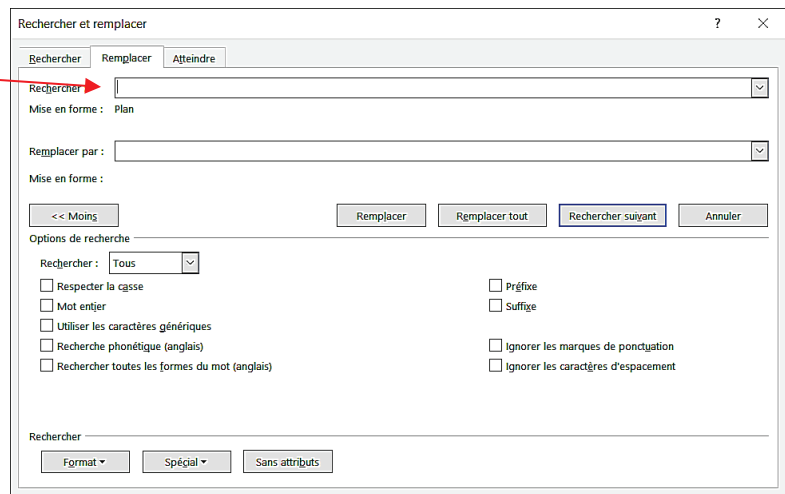 Rechercher et remplacer ? ×
Rechercher Remplacer Atteindre
Rechercher
Mise en forme : Plan
Remplacer par :
Mise en forme :
<< Moins Remplacer Remplacer tout Rechercher suivant Annuler
Options de recherche
Rechercher : Tous
Respecter la casse Préfixe
Mot entier Suffixe
Utiliser les caractères génériques
Recherche phonétique (anglais) Ignorer les marques de ponctuation
Rechercher toutes les formes du mot (anglais) Ignorer les caractères d'espacement
Rechercher
Format Spécial Sans attributs